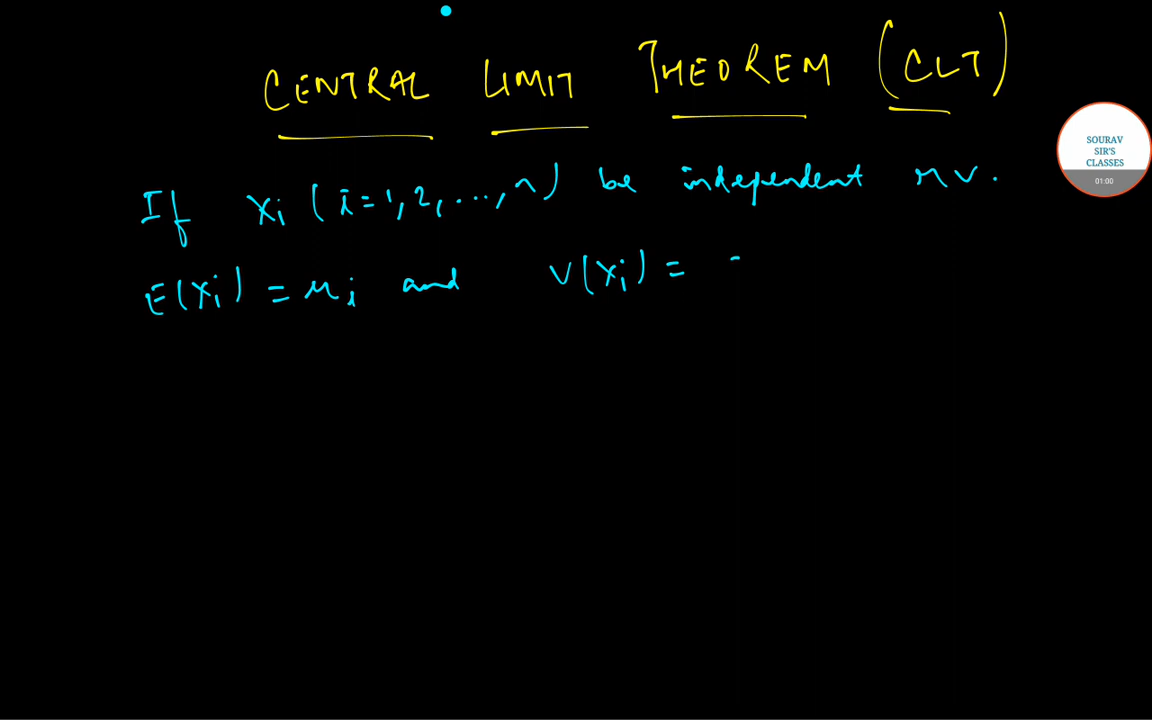 CENTRAL LIMIT THEOREM (CLT)
If Xi (i=1,2,...,n) be independent rv.
E(Xi) = μi and V(Xi) =
SOURAV
SIR'S
CLASSES
01:00